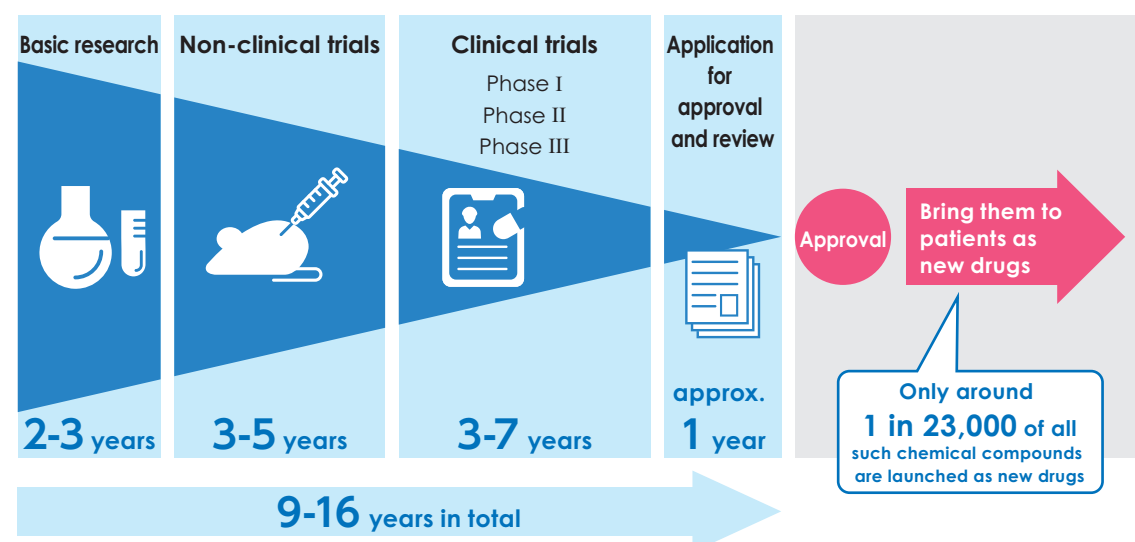 Basic research
2-3 years
Non-clinical trials
3-5 years
Clinical trials
Phase I
Phase II
Phase III
3-7 years
Application
for
approval
and review
approx.
1 year
Approval
Bring them to
patients as
new drugs
Only around
1 in 23,000 of all
such chemical compounds
are launched as new drugs
9-16 years in total